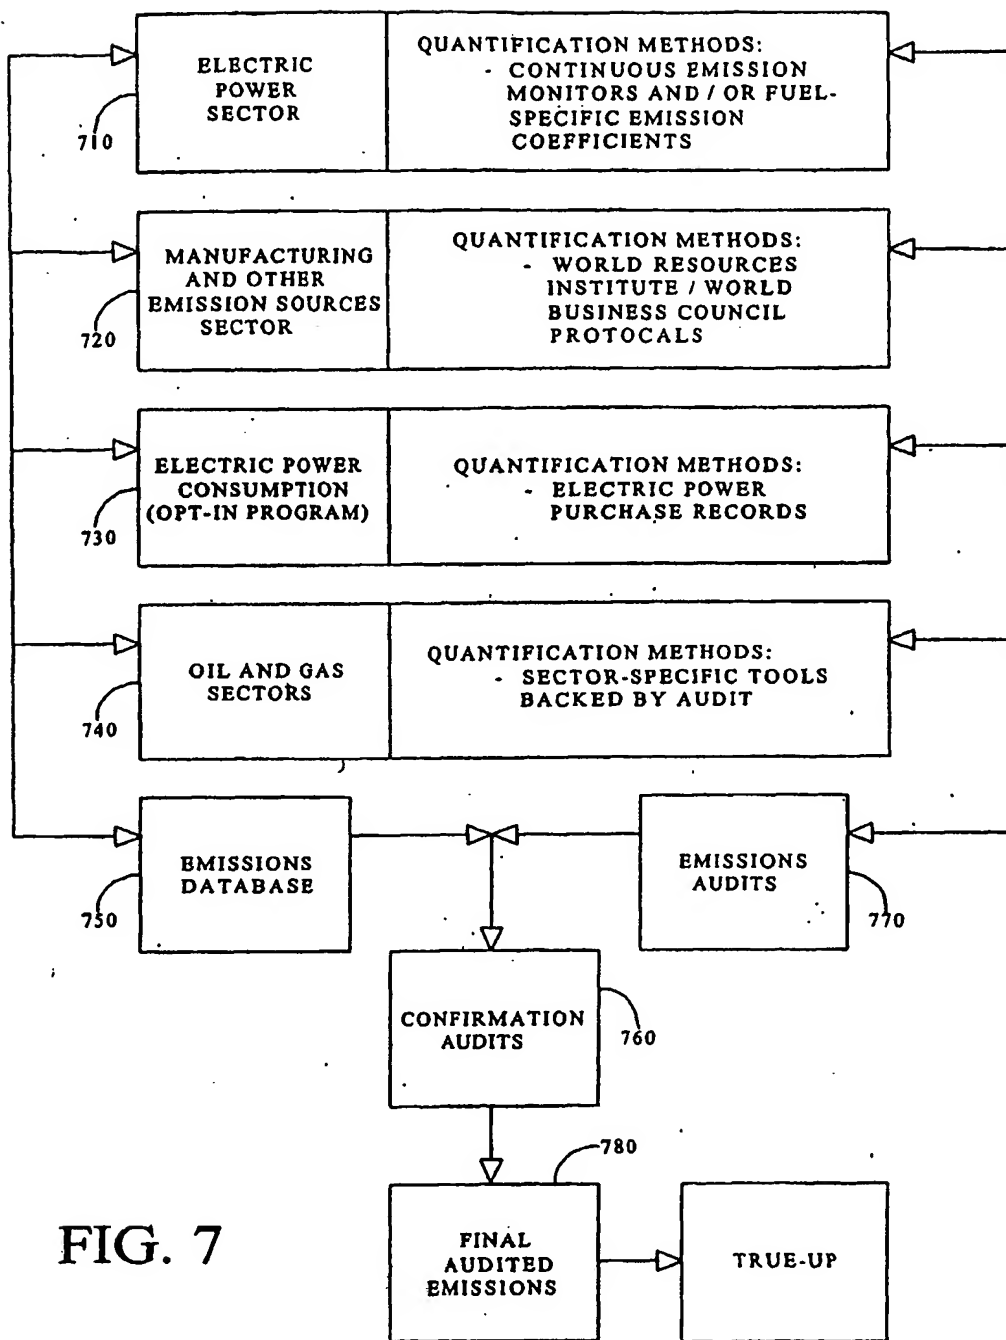 ELECTRIC
POWER
SECTOR
710
QUANTIFICATION METHODS:
- CONTINUOUS EMISSION
MONITORS AND / OR FUEL-
SPECIFIC EMISSION
COEFFICIENTS
MANUFACTURING
AND OTHER
EMISSION SOURCES
SECTOR
720
QUANTIFICATION METHODS:
- WORLD RESOURCES
INSTITUTE / WORLD
BUSINESS COUNCIL
PROTOCALS
ELECTRIC POWER
CONSUMPTION
(OPT-IN PROGRAM)
730
QUANTIFICATION METHODS:
- ELECTRIC POWER
PURCHASE RECORDS
OIL AND GAS
SECTORS
740
QUANTIFICATION METHODS:
- SECTOR-SPECIFIC TOOLS
BACKED BY AUDIT
EMISSIONS
DATABASE
750
EMISSIONS
AUDITS
770
CONFIRMATION
AUDITS
760
780
FINAL
AUDITED
EMISSIONS
TRUE-UP
FIG. 7